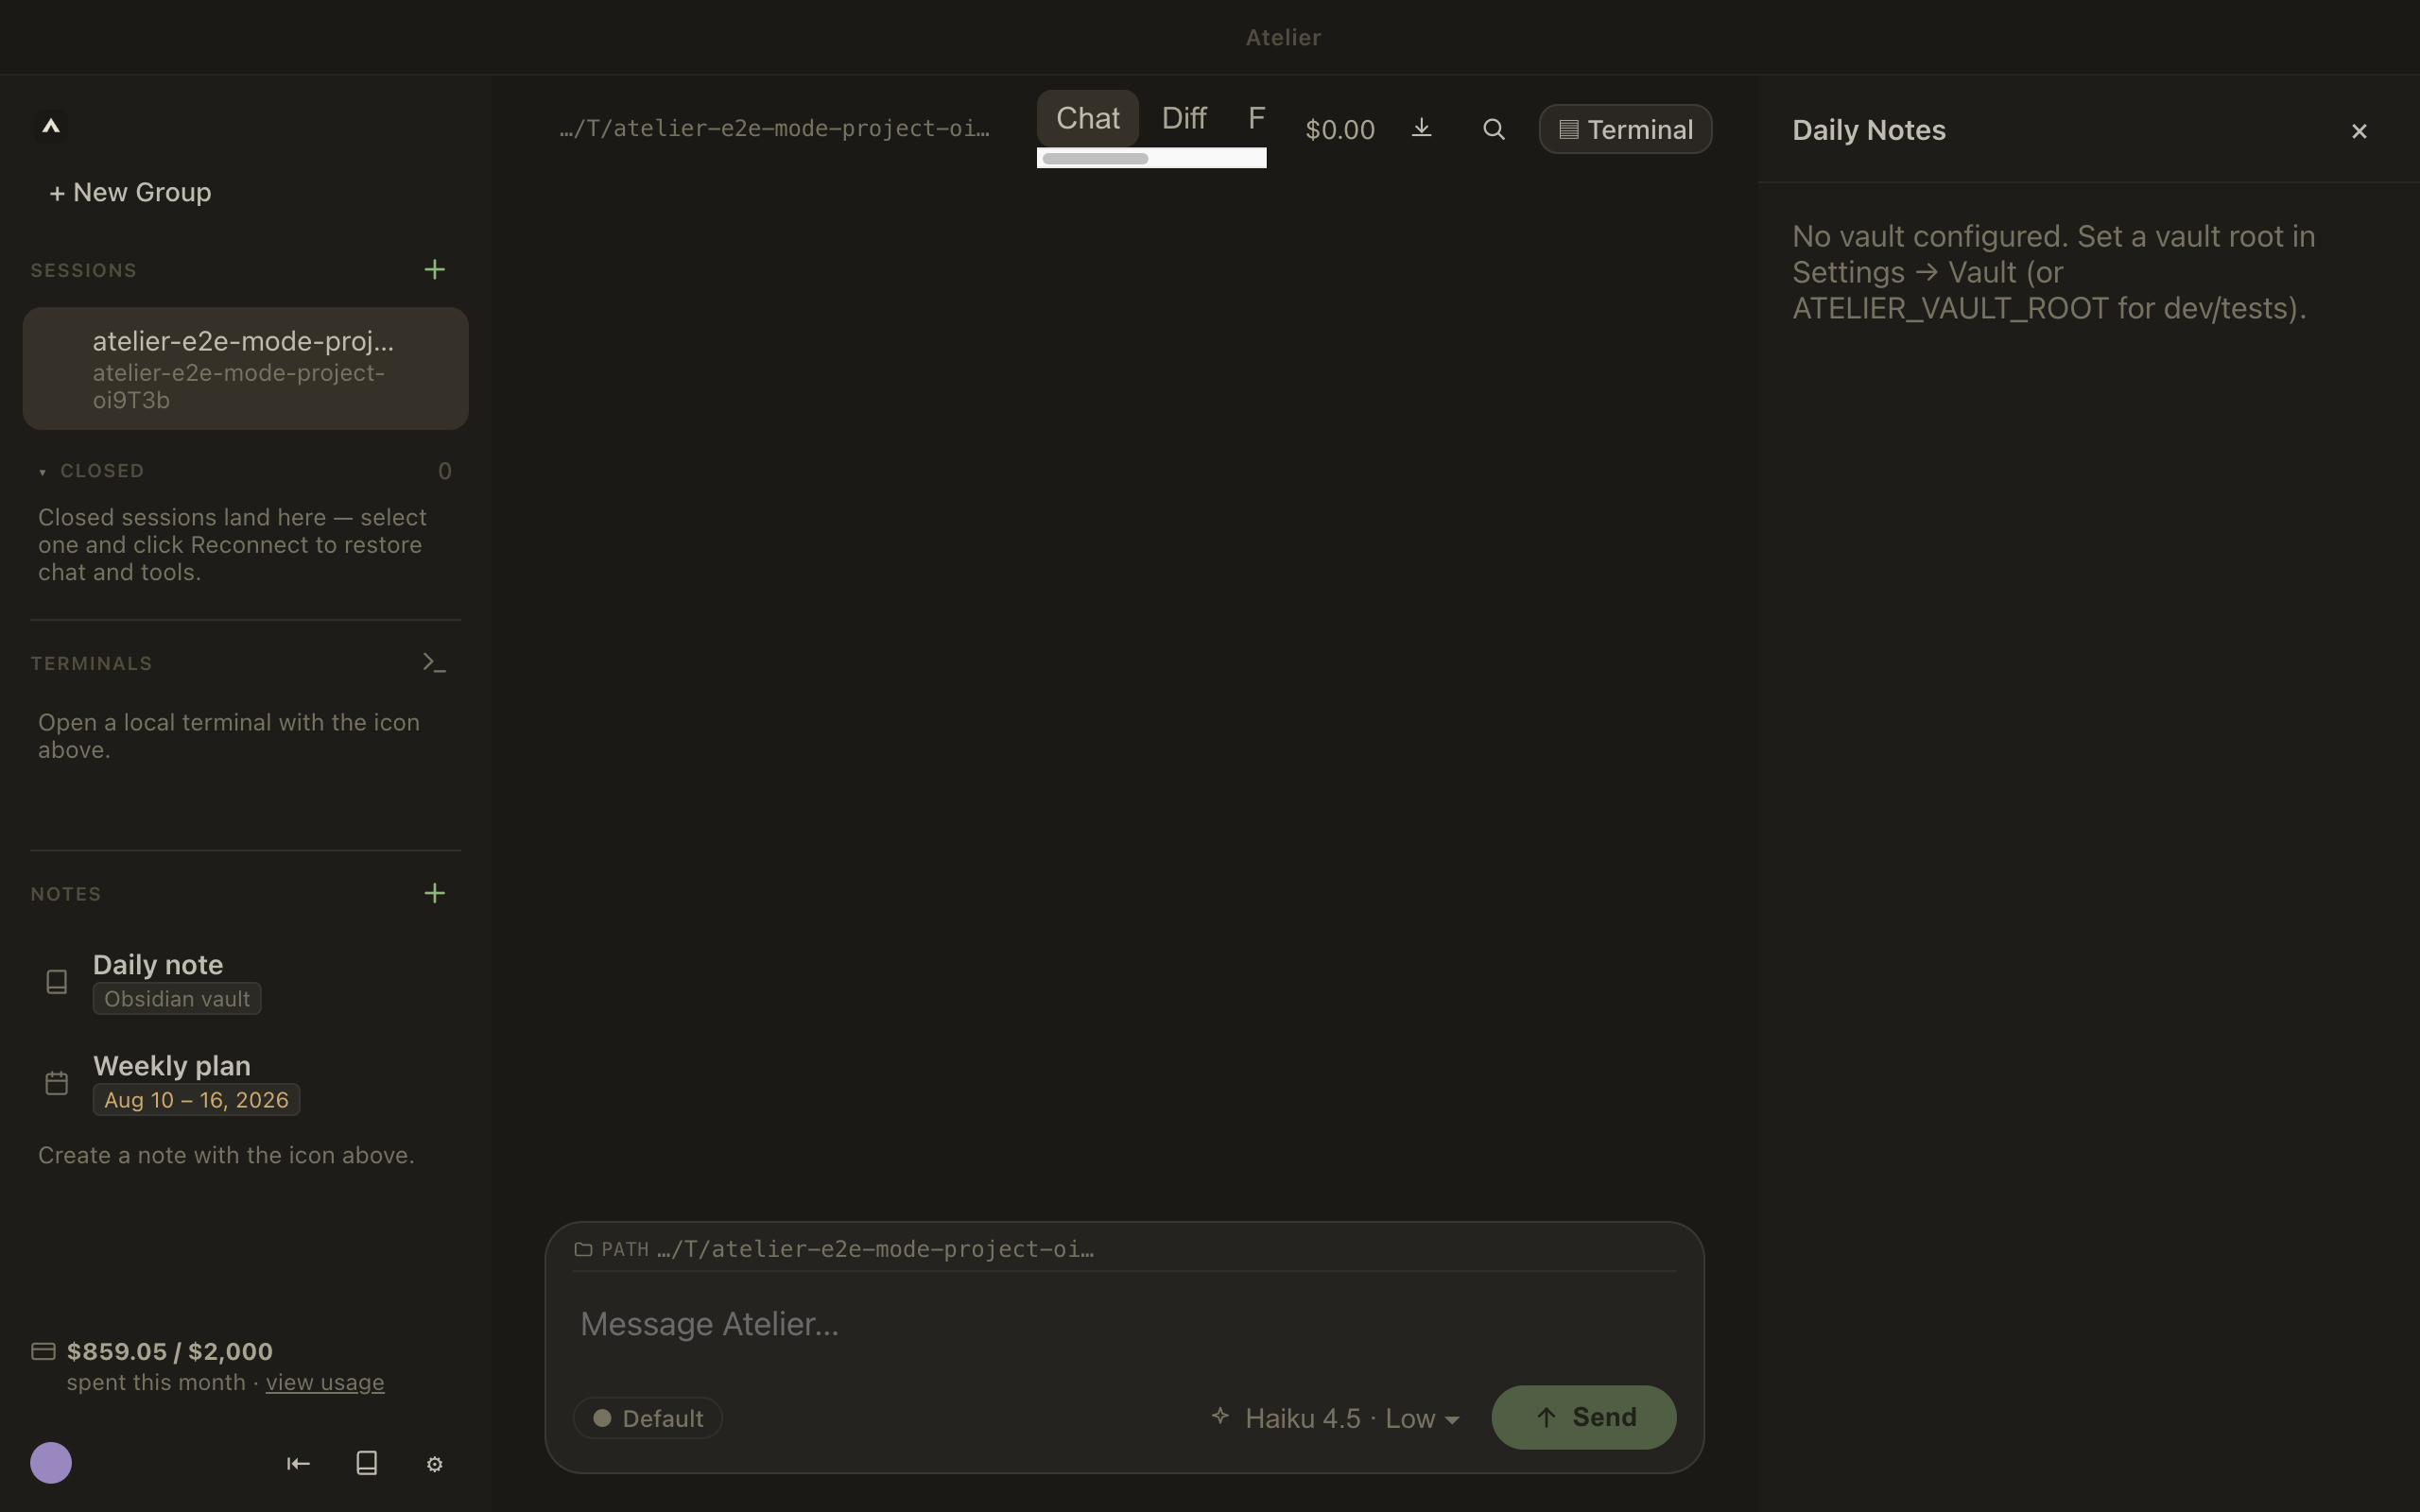 Atelier
+ New Group
SESSIONS
atelier-e2e-mode-proj…
atelier-e2e-mode-project-
oi9T3b
CLOSED 0
Closed sessions land here — select
one and click Reconnect to restore
chat and tools.
TERMINALS
Open a local terminal with the icon
above.
NOTES
Daily note
Obsidian vault
Weekly plan
Aug 10 – 16, 2026
Create a note with the icon above.
$859.05 / $2,000
spent this month · view usage
…/T/atelier-e2e-mode-project-oi…
Chat Diff F
$0.00
Terminal
PATH …/T/atelier-e2e-mode-project-oi…
Message Atelier…
Default
Haiku 4.5 · Low
Send
Daily Notes
No vault configured. Set a vault root in
Settings → Vault (or
ATELIER_VAULT_ROOT for dev/tests).